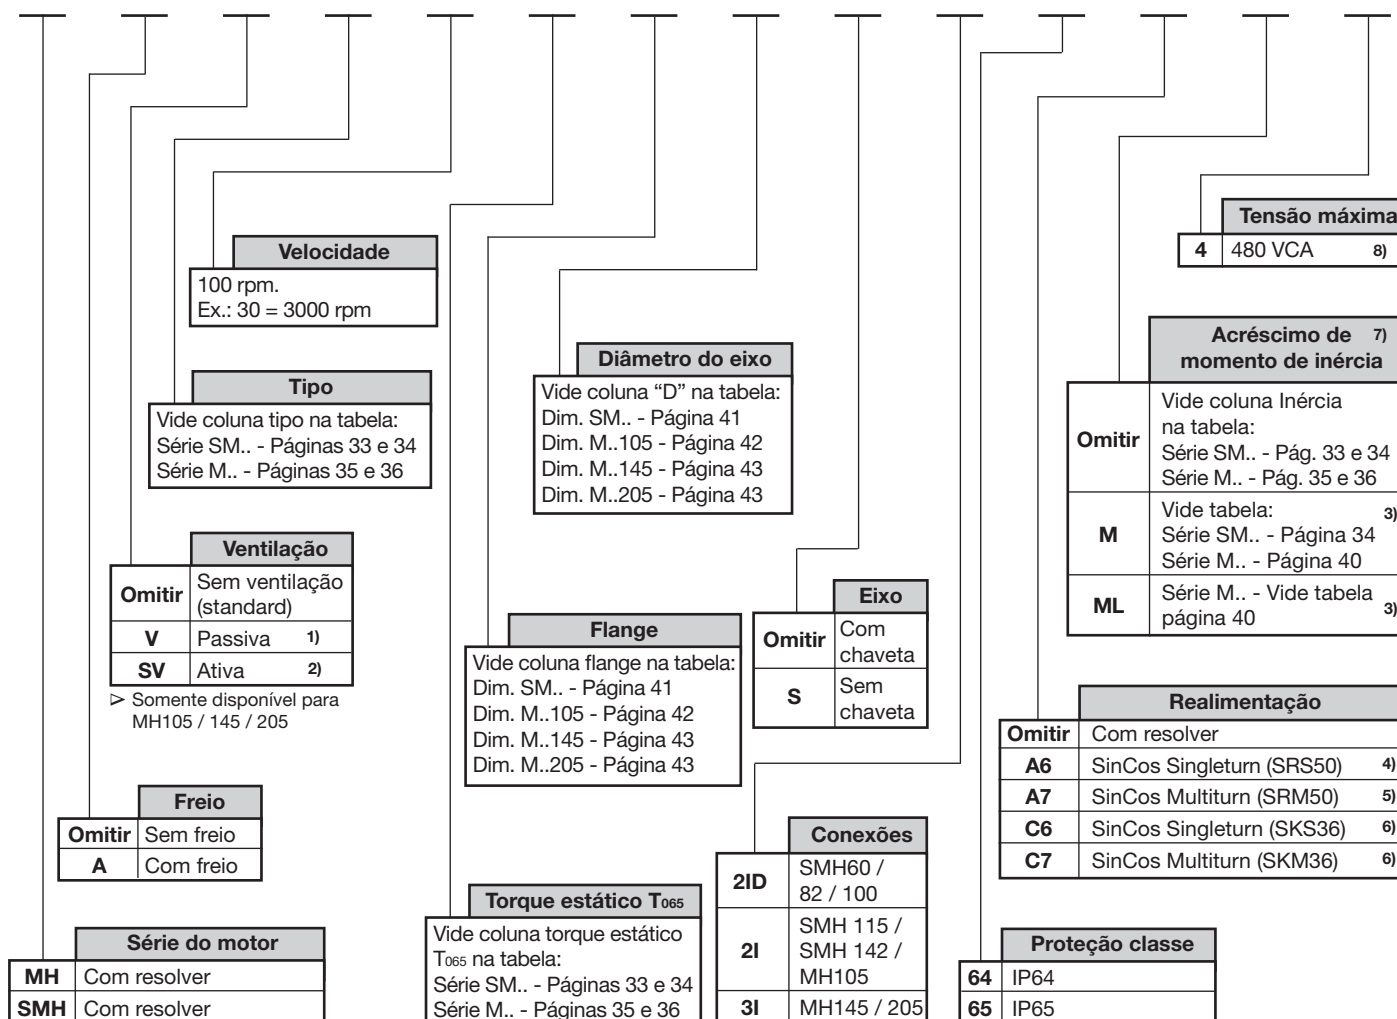 Tensão máxima
4 480 VCA 8)
Velocidade
100 rpm.
Ex.: 30 = 3000 rpm
Acréscimo de 7)
momento de inércia
Omitir
Vide coluna Inércia
na tabela:
Série SM.. - Pág. 33 e 34
Série M.. - Pág. 35 e 36
M
Vide tabela: 3)
Série SM.. - Página 34
Série M.. - Página 40
ML
Série M.. - Vide tabela
página 40 3)
Diâmetro do eixo
Vide coluna “D” na tabela:
Dim. SM.. - Página 41
Dim. M..105 - Página 42
Dim. M..145 - Página 43
Dim. M..205 - Página 43
Tipo
Vide coluna tipo na tabela:
Série SM.. - Páginas 33 e 34
Série M.. - Páginas 35 e 36
Ventilação
Omitir
Sem ventilação
(standard)
V Passiva 1)
SV Ativa 2)
⊳ Somente disponível para
MH105 / 145 / 205
Eixo
Omitir
Com
chaveta
S
Sem
chaveta
Flange
Vide coluna flange na tabela:
Dim. SM.. - Página 41
Dim. M..105 - Página 42
Dim. M..145 - Página 43
Dim. M..205 - Página 43
Realimentação
Omitir Com resolver
A6 SinCos Singleturn (SRS50) 4)
A7 SinCos Multiturn (SRM50) 5)
C6 SinCos Singleturn (SKS36) 6)
C7 SinCos Multiturn (SKM36) 6)
Freio
Omitir Sem freio
A Com freio
Conexões
2ID
SMH60 /
82 / 100
2I
SMH 115 /
SMH 142 /
MH105
3I MH145 / 205
Torque estático T065
Vide coluna torque estático
T065 na tabela:
Série SM.. - Páginas 33 e 34
Série M.. - Páginas 35 e 36
Série do motor
MH Com resolver
SMH Com resolver
Proteção classe
64 IP64
65 IP65